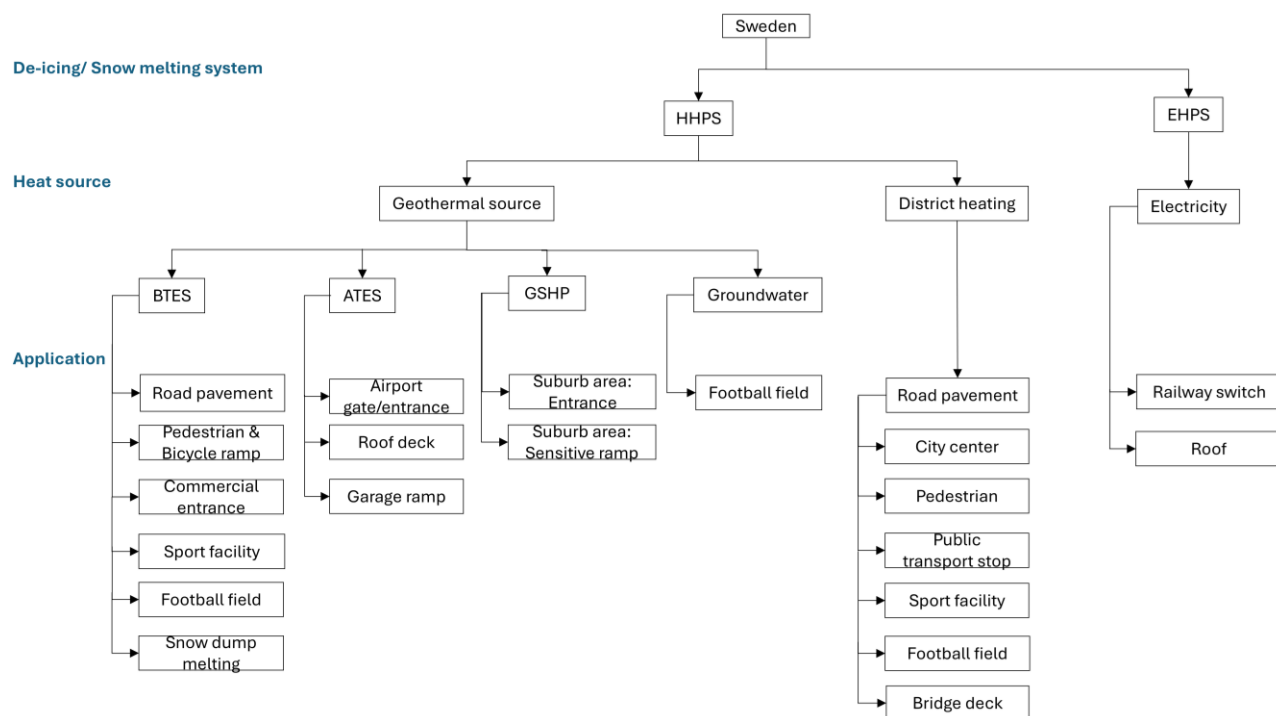 Sweden
De-icing/ Snow melting system
HHPS
EHPS
Heat source
Geothermal source
District heating
Electricity
BTES
ATES
GSHP
Groundwater
Application
Road pavement
Pedestrian &
Bicycle ramp
Commercial
entrance
Sport facility
Football field
Snow dump
melting
Airport
gate/entrance
Roof deck
Garage ramp
Suburb area:
Entrance
Suburb area:
Sensitive ramp
Football field
Road pavement
City center
Pedestrian
Public
transport stop
Sport facility
Football field
Bridge deck
Railway switch
Roof